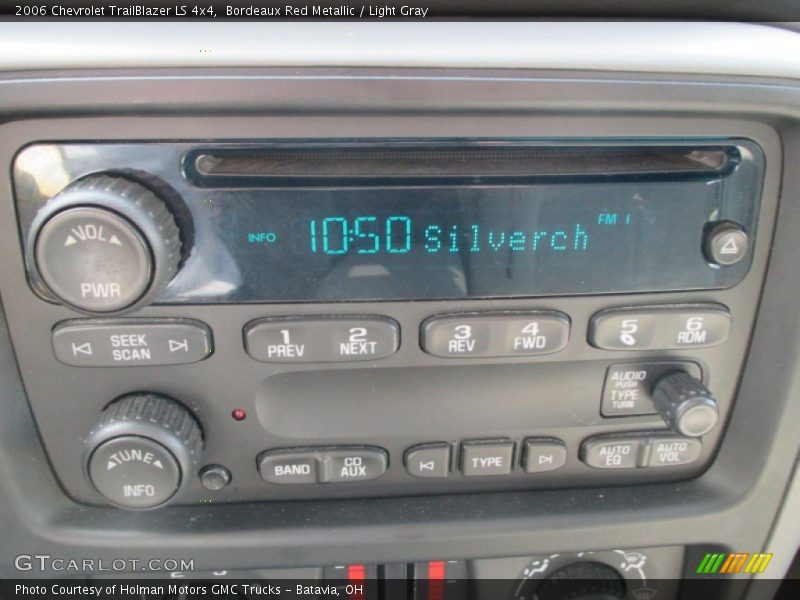 2006 Chevrolet TrailBlazer LS 4x4, Bordeaux Red Metallic / Light Gray
VOL
PWR
INFO
10:50 Silverch
FM 1
SEEK
SCAN
1
PREV
2
NEXT
3
REV
4
FWD
5
6
RDM
AUDIO
PUSH
TYPE
TURN
TUNE
INFO
BAND
CD
AUX
TYPE
AUTO
EQ
AUTO
VOL
GTCarlot.com
Photo Courtesy of Holman Motors GMC Trucks - Batavia, OH